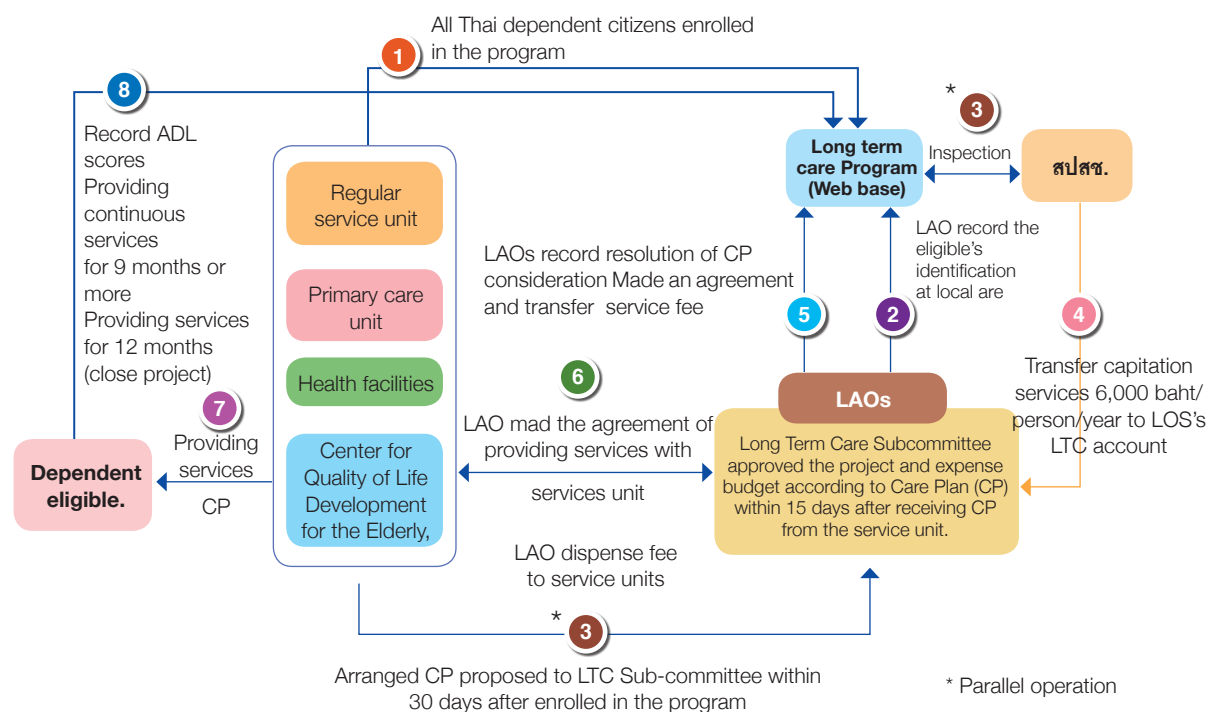 All Thai dependent citizens enrolled
in the program
1
8
Record ADL
scores
Providing
continuous
services
for 9 months or
more
Providing services
for 12 months
(close project)
Regular
service unit
Primary care
unit
Health facilities
Center for
Quality of Life
Development
for the Elderly,
7
Providing
services
CP
Dependent
eligible.
Long term
care Program
(Web base)
* 3
Inspection
สปสช.
LAOs record resolution of CP
consideration Made an agreement
and transfer service fee
5
LAO record the
eligible's
identification
at local are
2
4
Transfer capitation
services 6,000 baht/
person/year to LOS's
LTC account
6
LAO mad the agreement of
providing services with
services unit
LAOs
Long Term Care Subcommittee
approved the project and expense
budget according to Care Plan (CP)
within 15 days after receiving CP
from the service unit.
LAO dispense fee
to service units
* 3
Arranged CP proposed to LTC Sub-committee within
30 days after enrolled in the program
* Parallel operation